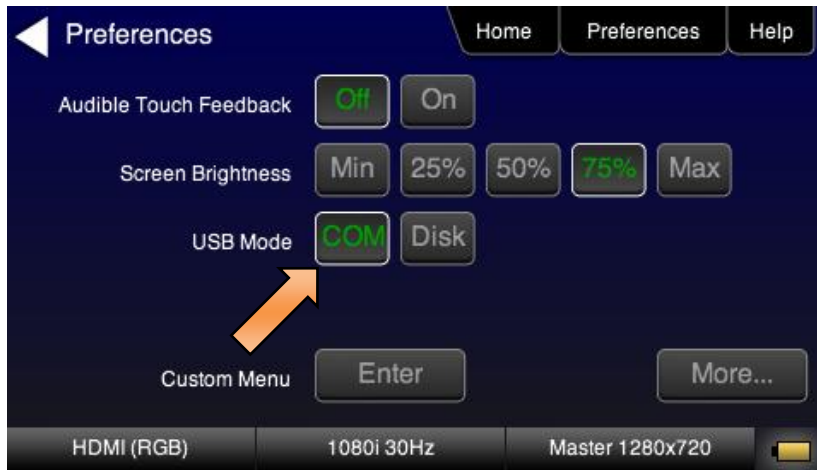 Preferences Home Preferences Help
Audible Touch Feedback Off On
Screen Brightness Min 25% 50% 75% Max
USB Mode COM Disk
Custom Menu Enter More...
HDMI (RGB) 1080i 30Hz Master 1280x720